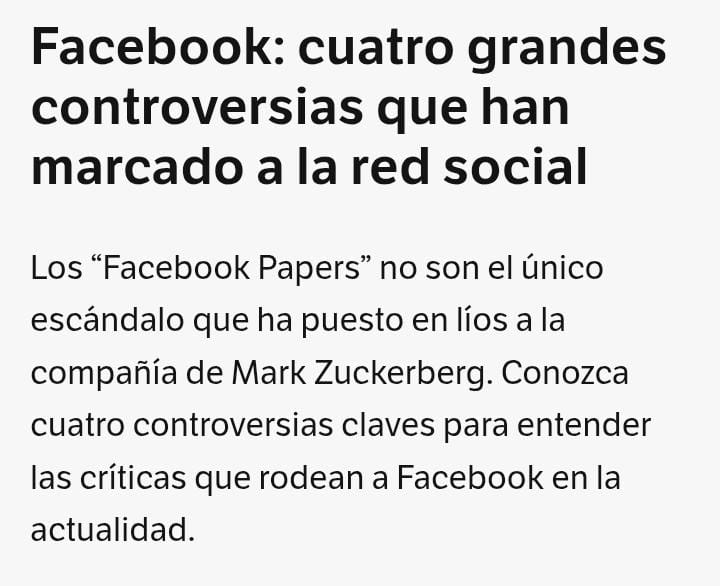 Facebook: cuatro grandes
controversias que han
marcado a la red social
Los “Facebook Papers” no son el único
escándalo que ha puesto en líos a la
compañía de Mark Zuckerberg. Conozca
cuatro controversias claves para entender
las críticas que rodean a Facebook en la
actualidad.